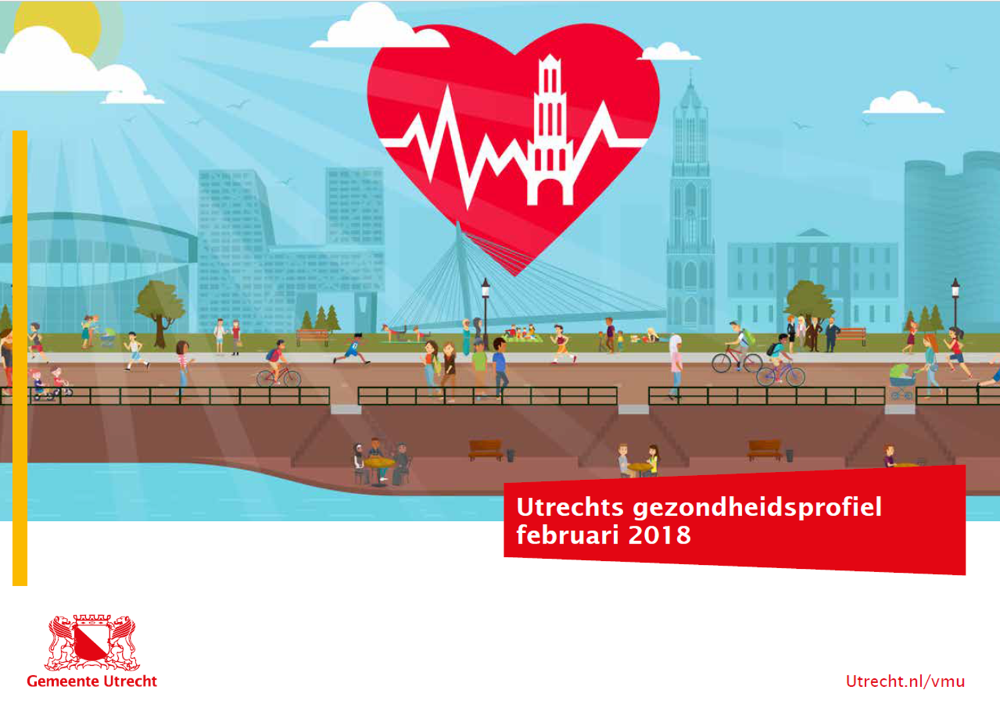 Utrechts gezondheidsprofiel
februari 2018
Gemeente Utrecht
Utrecht.nl/vmu